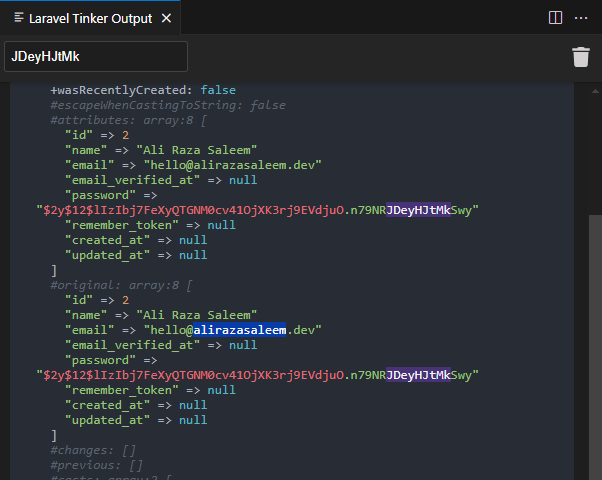 Laravel Tinker Output
JDeyHJtMk
+wasRecentlyCreated: false
#escapeWhenCastingToString: false
#attributes: array:8 [
"id" => 2
"name" => "Ali Raza Saleem"
"email" => "hello@alirazasaleem.dev"
"email_verified_at" => null
"password" =>
"$2y$12$lIzIbj7FeXyQTGNM0cv41OjXK3rj9EVdjuO.n79NRJDeyHJtMkSwy"
"remember_token" => null
"created_at" => null
"updated_at" => null
]
#original: array:8 [
"id" => 2
"name" => "Ali Raza Saleem"
"email" => "hello@alirazasaleem.dev"
"email_verified_at" => null
"password" =>
"$2y$12$lIzIbj7FeXyQTGNM0cv41OjXK3rj9EVdjuO.n79NRJDeyHJtMkSwy"
"remember_token" => null
"created_at" => null
"updated_at" => null
]
#changes: []
#previous: []
#casts: array:2 [